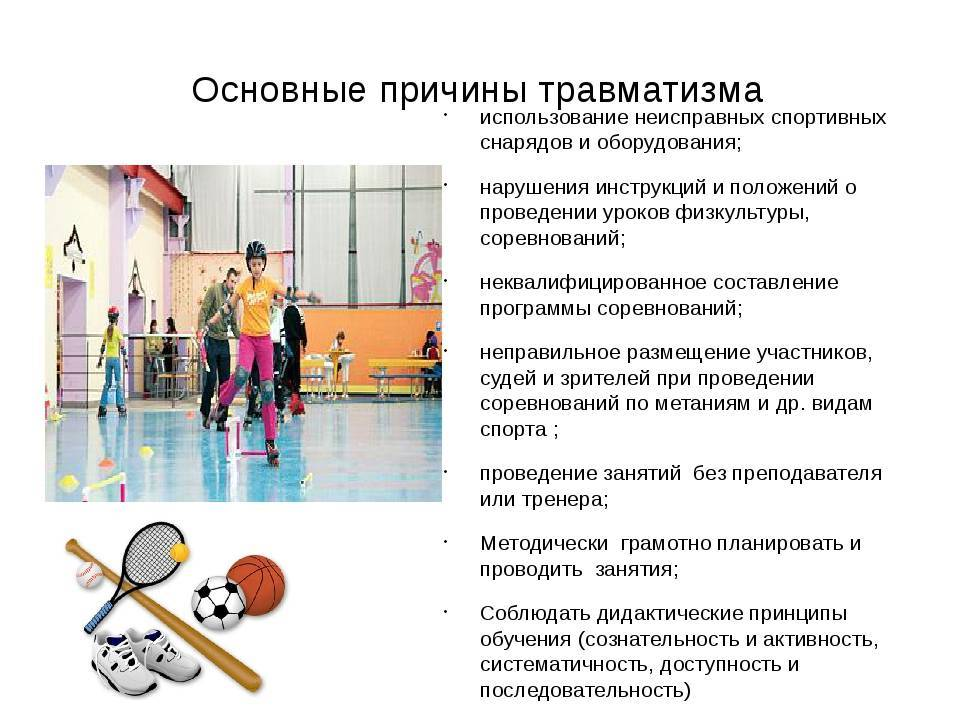 Основные причины травматизма
использование неисправных спортивных
снарядов и оборудования;
нарушения инструкций и положений о
проведении уроков физкультуры,
соревнований;
неквалифицированное составление
программы соревнований;
неправильное размещение участников,
судей и зрителей при проведении
соревнований по метаниям и др. видам
спорта ;
проведение занятий  без преподавателя
или тренера;
Методически  грамотно планировать и
проводить  занятия;
Соблюдать дидактические принципы
обучения (сознательность и активность,
систематичность, доступность и
последовательность)